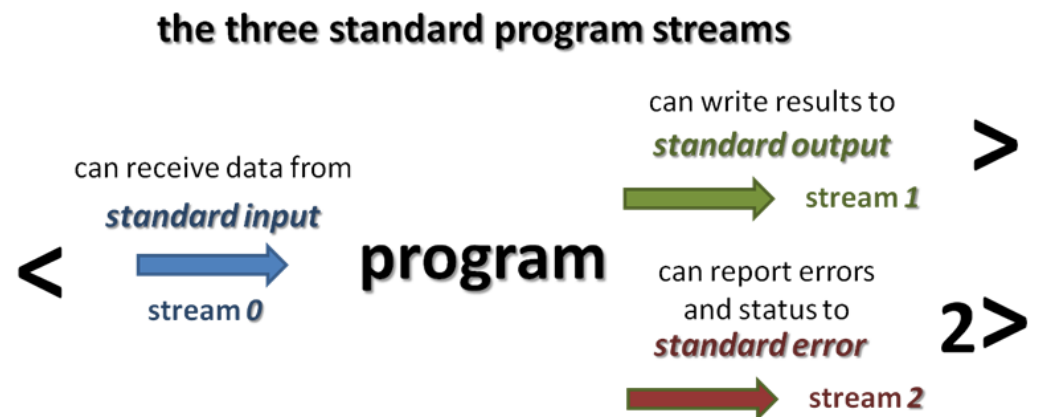 the three standard program streams
can receive data from
standard input
<
stream 0
program
can write results to
standard output
>
stream 1
can report errors
and status to
standard error
2>
stream 2